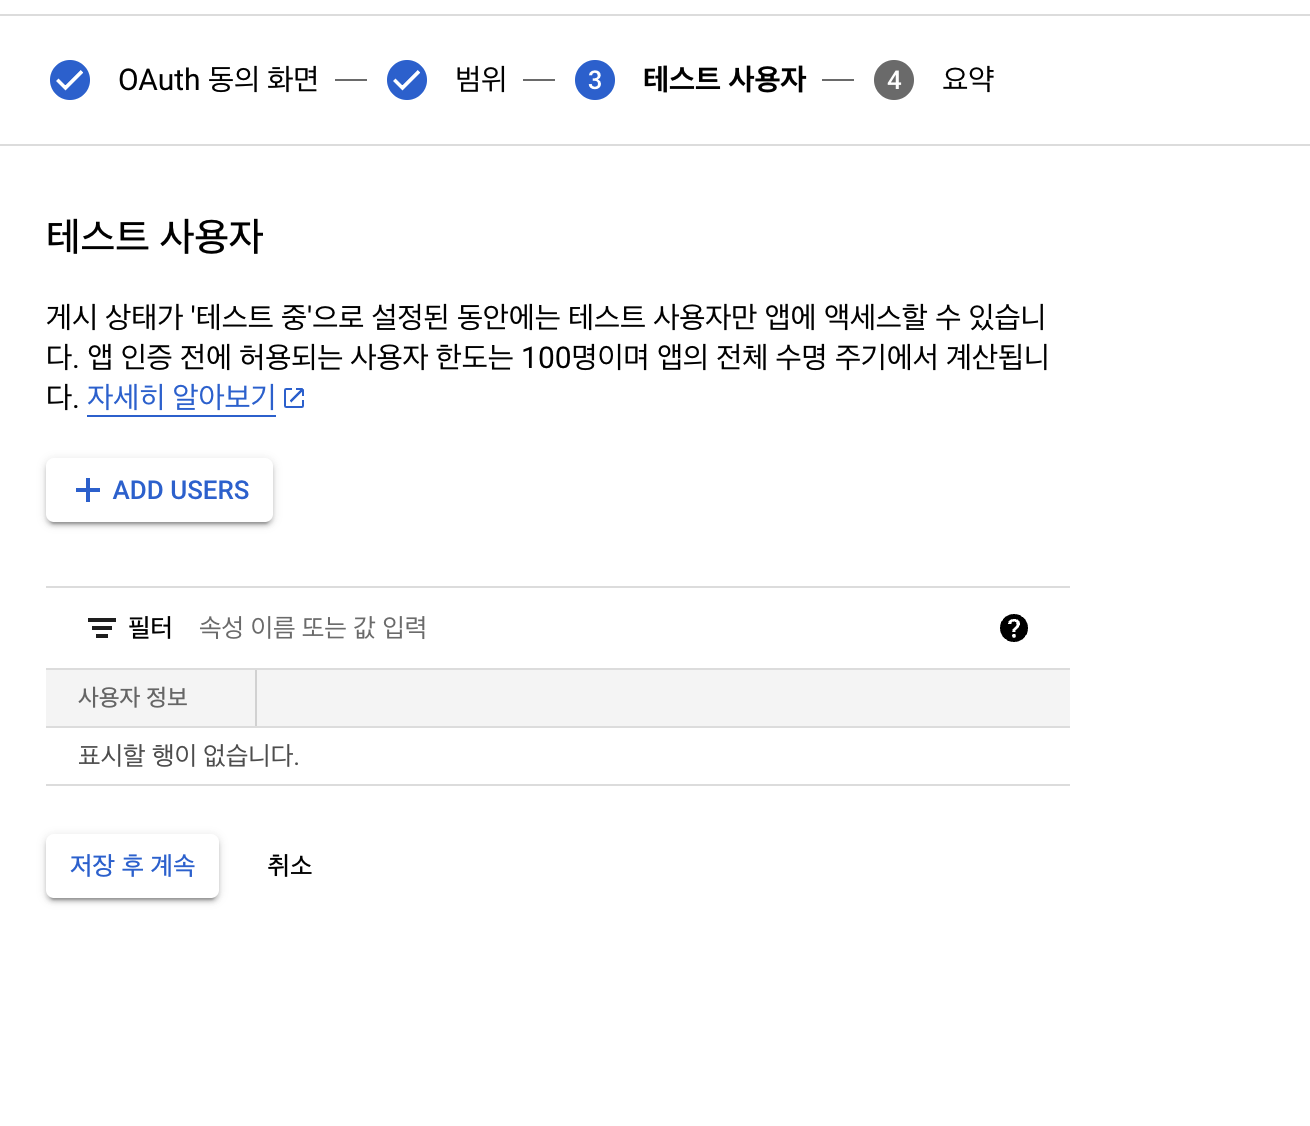 OAuth 동의 화면 — 범위 — 3 테스트 사용자 — 4 요약
테스트 사용자
게시 상태가 '테스트 중'으로 설정된 동안에는 테스트 사용자만 앱에 액세스할 수 있습니
다. 앱 인증 전에 허용되는 사용자 한도는 100명이며 앱의 전체 수명 주기에서 계산됩니
다. 자세히 알아보기
+ ADD USERS
필터 속성 이름 또는 값 입력 ?
사용자 정보
표시할 행이 없습니다.
저장 후 계속 취소